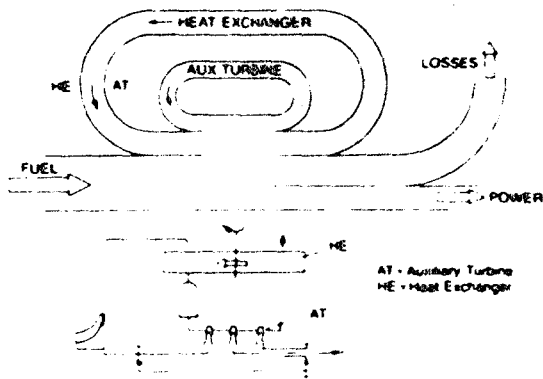 HEAT EXCHANGER
LOSSES
AUX TURBINE
HE
AT
FUEL
POWER
HE
AT - Auxiliary Turbine
HE - Heat Exchanger
AT